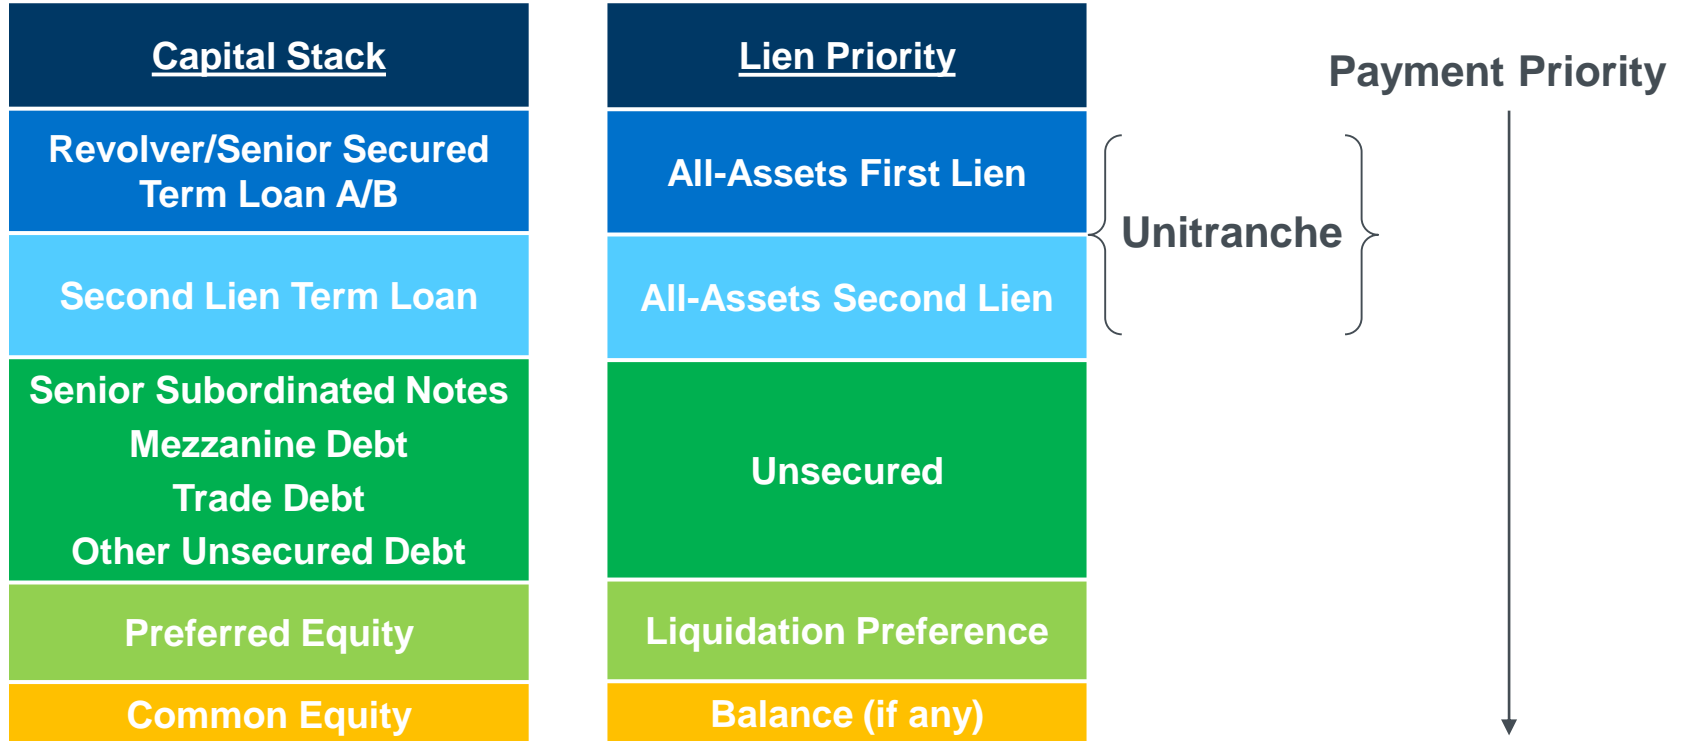 Capital Stack
Revolver/Senior Secured
Term Loan A/B
Second Lien Term Loan
Senior Subordinated Notes
Mezzanine Debt
Trade Debt
Other Unsecured Debt
Preferred Equity
Common Equity
Lien Priority
All-Assets First Lien
All-Assets Second Lien
Unsecured
Liquidation Preference
Balance (if any)
Unitranche
Payment Priority